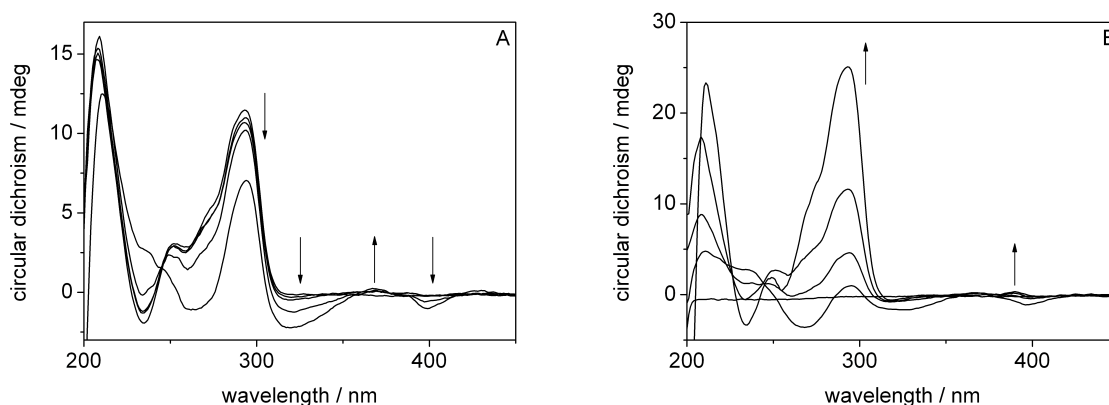 A
circular dichroism / mdeg
15
10
5
0
200
300
400
wavelength / nm
B
circular dichroism / mdeg
30
20
10
0
200
300
400
wavelength / nm